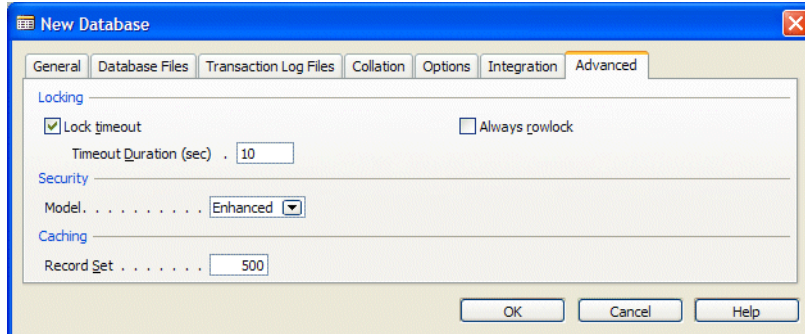 New Database
General Database Files Transaction Log Files Collation Options Integration Advanced
Locking
Lock timeout Always rowlock
Timeout Duration (sec) . 10
Security
Model. . . . . . . . . . Enhanced
Caching
Record Set . . . . . . . 500
OK Cancel Help